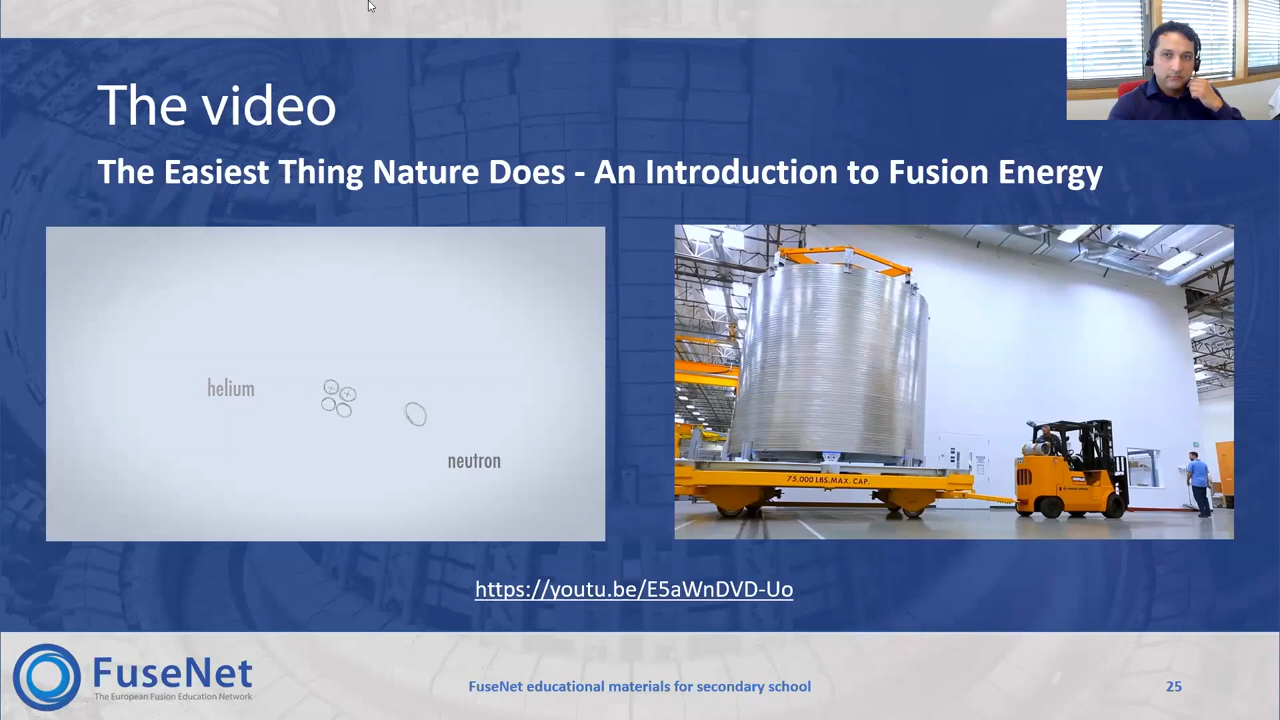 The video
The Easiest Thing Nature Does - An Introduction to Fusion Energy
helium
neutron
75,000 LBS.MAX. CAP.
https://youtu.be/E5aWnDVD-Uo
FuseNet
The European Fusion Education Network
FuseNet educational materials for secondary school
25